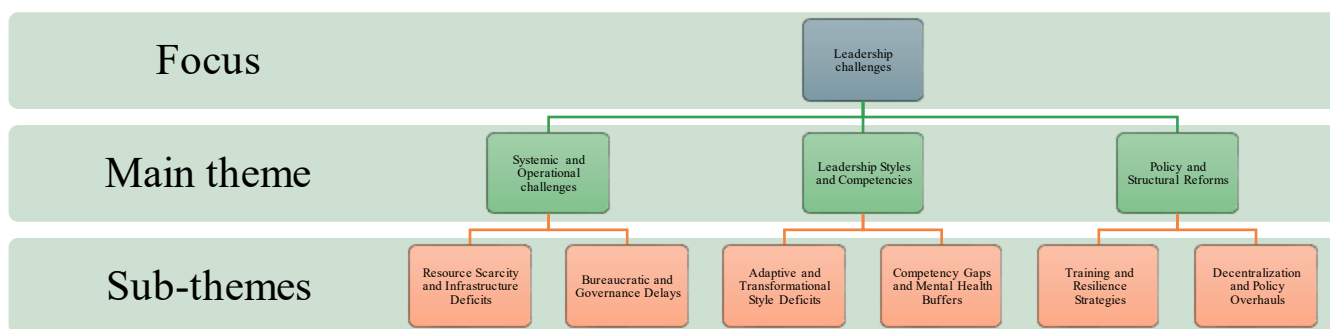 Focus
Leadership
challenges
Main theme
Systemic and
Operational
challenges
Leadership Styles
and Competencies
Policy and
Structural Reforms
Sub-themes
Resource Scarcity
and Infrastructure
Deficits
Bureaucratic and
Governance Delays
Adaptive and
Transformational
Style Deficits
Competency Gaps
and Mental Health
Buffers
Training and
Resilience
Strategies
Decentralization
and Policy
Overhauls